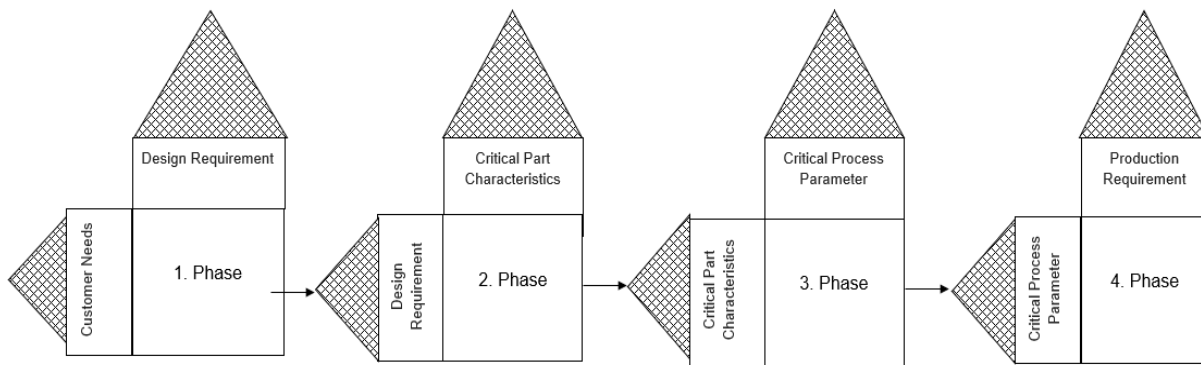 Design Requirement
Customer Needs
1. Phase
Critical Part
Characteristics
Design
Requirement
2. Phase
Critical Process
Parameter
Critical Part
Characteristics
3. Phase
Production
Requirement
Critical Process
Parameter
4. Phase